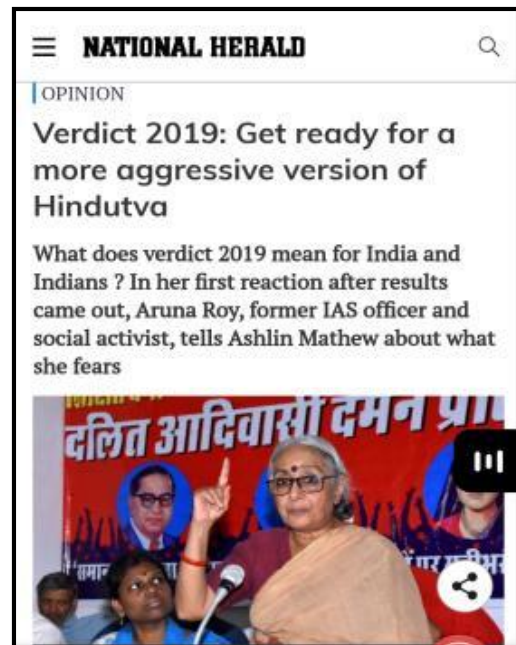 NATIONAL HERALD
OPINION
Verdict 2019: Get ready for a
more aggressive version of
Hindutva
What does verdict 2019 mean for India and
Indians ? In her first reaction after results
came out, Aruna Roy, former IAS officer and
social activist, tells Ashlin Mathew about what
she fears
दलित आदिवासी दमन